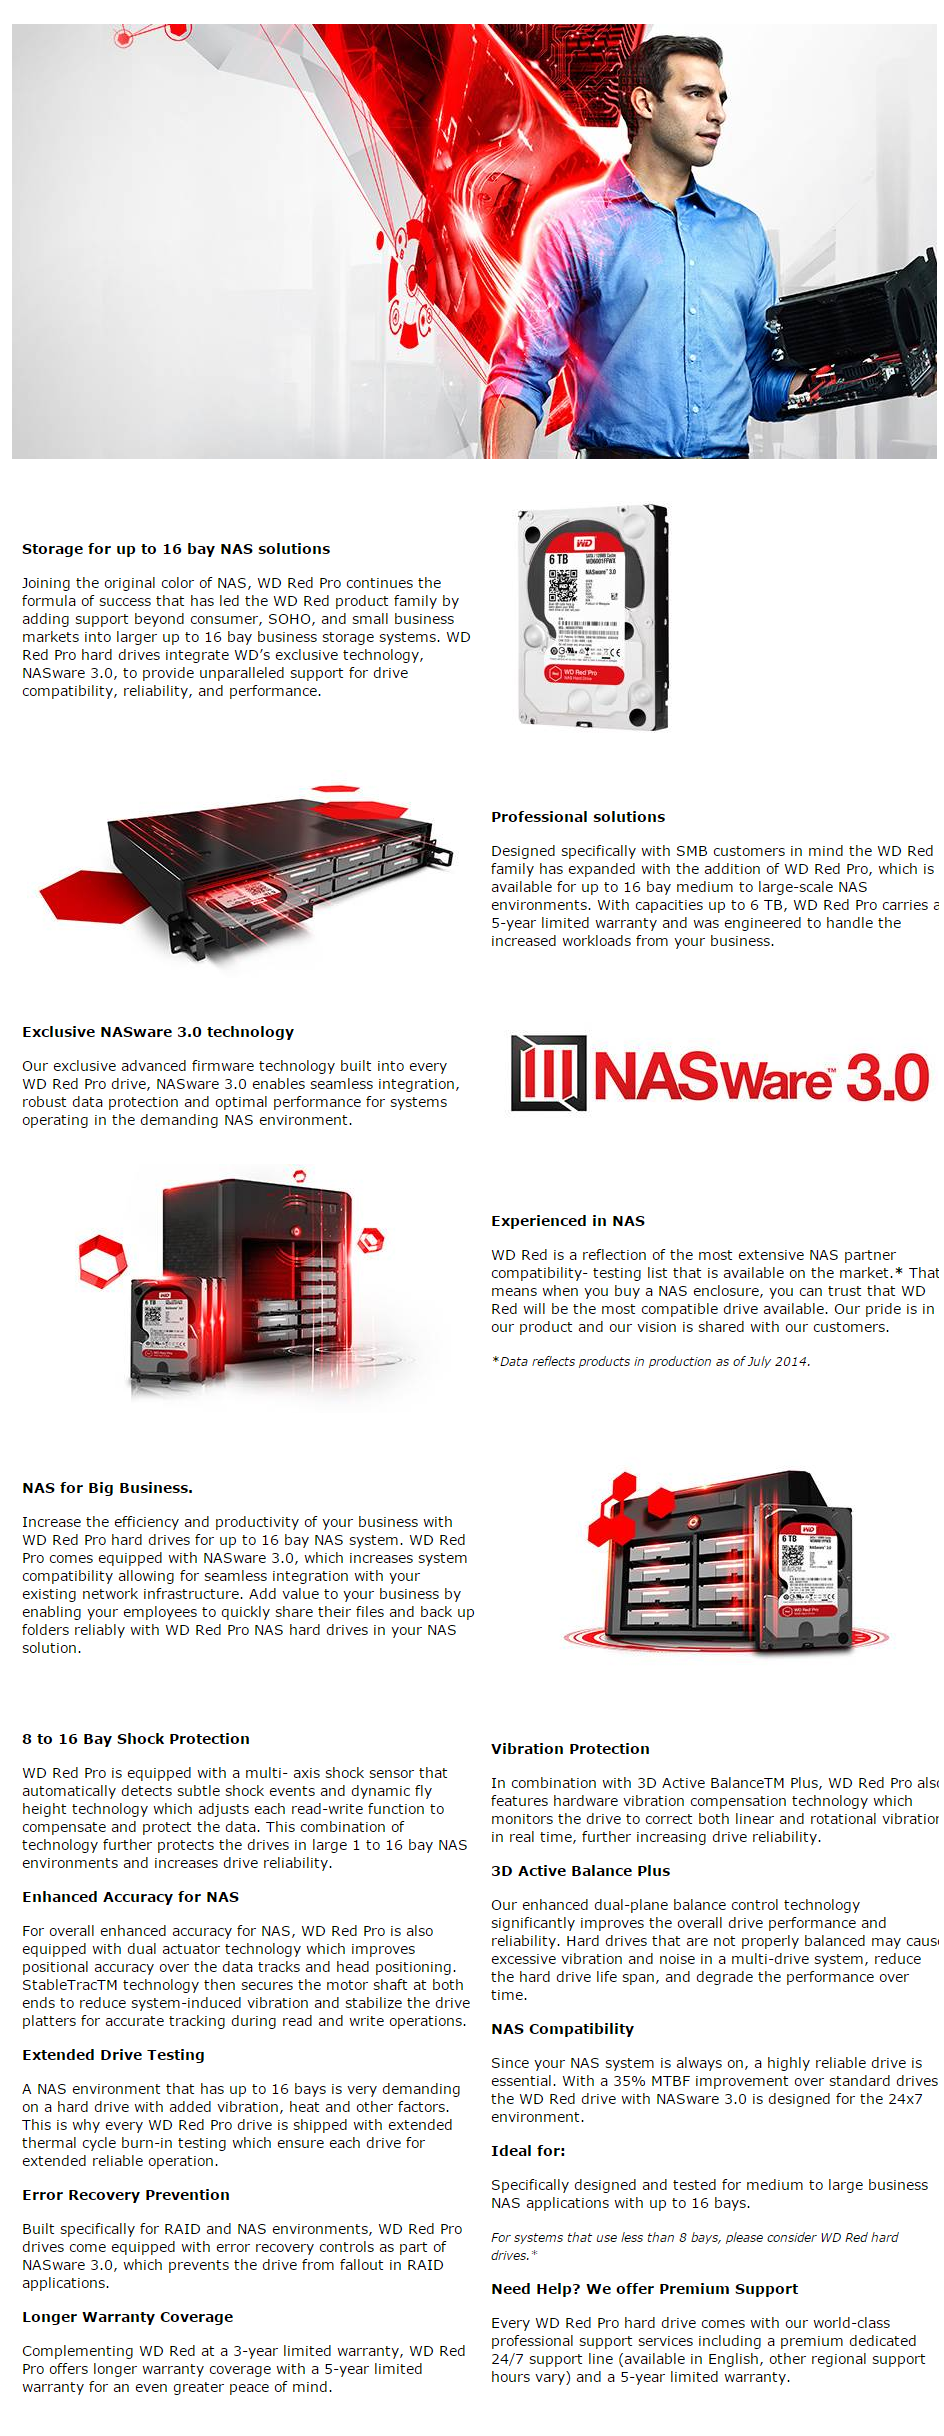 Storage for up to 16 bay NAS solutions
Joining the original color of NAS, WD Red Pro continues the
formula of success that has led the WD Red product family by
adding support beyond consumer, SOHO, and small business
markets into larger up to 16 bay business storage systems. WD
Red Pro hard drives integrate WD’s exclusive technology,
NASware 3.0, to provide unparalleled support for drive
compatibility, reliability, and performance.
WD
6 TB
SATA / 128MB Cache
WD6001FFWX
NASware™ 3.0
WD Red Pro
NAS Hard Drive
Professional solutions
Designed specifically with SMB customers in mind the WD Red
family has expanded with the addition of WD Red Pro, which is
available for up to 16 bay medium to large-scale NAS
environments. With capacities up to 6 TB, WD Red Pro carries a
5-year limited warranty and was engineered to handle the
increased workloads from your business.
Exclusive NASware 3.0 technology
Our exclusive advanced firmware technology built into every
WD Red Pro drive, NASware 3.0 enables seamless integration,
robust data protection and optimal performance for systems
operating in the demanding NAS environment.
NASWare™ 3.0
WD
6 TB
Experienced in NAS
WD Red is a reflection of the most extensive NAS partner
compatibility- testing list that is available on the market.* That
means when you buy a NAS enclosure, you can trust that WD
Red will be the most compatible drive available. Our pride is in
our product and our vision is shared with our customers.
*Data reflects products in production as of July 2014.
NAS for Big Business.
Increase the efficiency and productivity of your business with
WD Red Pro hard drives for up to 16 bay NAS system. WD Red
Pro comes equipped with NASware 3.0, which increases system
compatibility allowing for seamless integration with your
existing network infrastructure. Add value to your business by
enabling your employees to quickly share their files and back up
folders reliably with WD Red Pro NAS hard drives in your NAS
solution.
WD
6 TB
WD Red Pro
8 to 16 Bay Shock Protection
WD Red Pro is equipped with a multi- axis shock sensor that
automatically detects subtle shock events and dynamic fly
height technology which adjusts each read-write function to
compensate and protect the data. This combination of
technology further protects the drives in large 1 to 16 bay NAS
environments and increases drive reliability.
Enhanced Accuracy for NAS
For overall enhanced accuracy for NAS, WD Red Pro is also
equipped with dual actuator technology which improves
positional accuracy over the data tracks and head positioning.
StableTracTM technology then secures the motor shaft at both
ends to reduce system-induced vibration and stabilize the drive
platters for accurate tracking during read and write operations.
Extended Drive Testing
A NAS environment that has up to 16 bays is very demanding
on a hard drive with added vibration, heat and other factors.
This is why every WD Red Pro drive is shipped with extended
thermal cycle burn-in testing which ensure each drive for
extended reliable operation.
Error Recovery Prevention
Built specifically for RAID and NAS environments, WD Red Pro
drives come equipped with error recovery controls as part of
NASware 3.0, which prevents the drive from fallout in RAID
applications.
Longer Warranty Coverage
Complementing WD Red at a 3-year limited warranty, WD Red
Pro offers longer warranty coverage with a 5-year limited
warranty for an even greater peace of mind.
Vibration Protection
In combination with 3D Active BalanceTM Plus, WD Red Pro also
features hardware vibration compensation technology which
monitors the drive to correct both linear and rotational vibration
in real time, further increasing drive reliability.
3D Active Balance Plus
Our enhanced dual-plane balance control technology
significantly improves the overall drive performance and
reliability. Hard drives that are not properly balanced may cause
excessive vibration and noise in a multi-drive system, reduce
the hard drive life span, and degrade the performance over
time.
NAS Compatibility
Since your NAS system is always on, a highly reliable drive is
essential. With a 35% MTBF improvement over standard drives
the WD Red drive with NASware 3.0 is designed for the 24x7
environment.
Ideal for:
Specifically designed and tested for medium to large business
NAS applications with up to 16 bays.
For systems that use less than 8 bays, please consider WD Red hard
drives.*
Need Help? We offer Premium Support
Every WD Red Pro hard drive comes with our world-class
professional support services including a premium dedicated
24/7 support line (available in English, other regional support
hours vary) and a 5-year limited warranty.